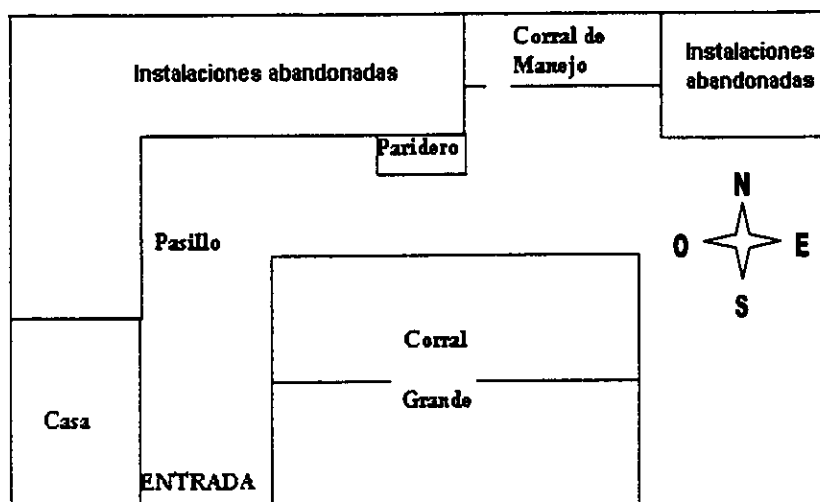 Corral de
Manejo
Instalaciones abandonadas
Instalaciones
abandonadas
Paridero
N
Pasillo
O
E
S
Corral
Grande
Casa
ENTRADA